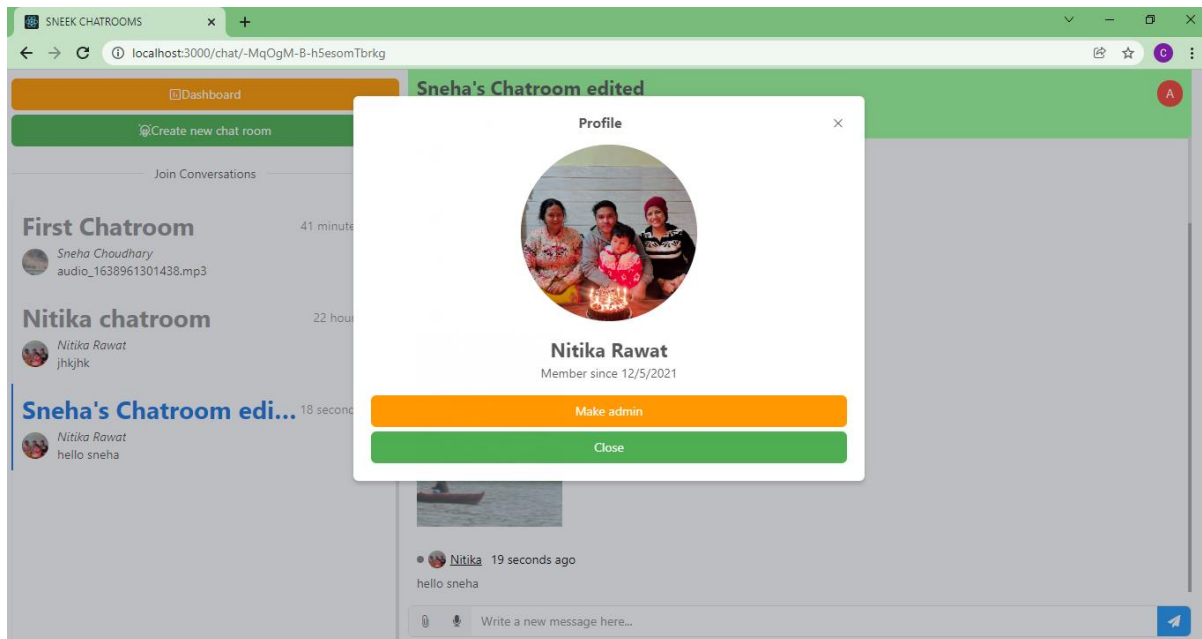 SNEEK CHATROOMS
localhost:3000/chat/-MqOgM-B-h5esomTbrkg
C
Dashboard
Create new chat room
Join Conversations
First Chatroom
41 minute
Sneha Choudhary
audio_1638961301438.mp3
Nitika chatroom
22 hou
Nitika Rawat
jhkjhk
Sneha's Chatroom edi...
18 second
Nitika Rawat
hello sneha
Sneha's Chatroom edited
A
Profile
Nitika Rawat
Member since 12/5/2021
Make admin
Close
Nitika 19 seconds ago
hello sneha
Write a new message here...